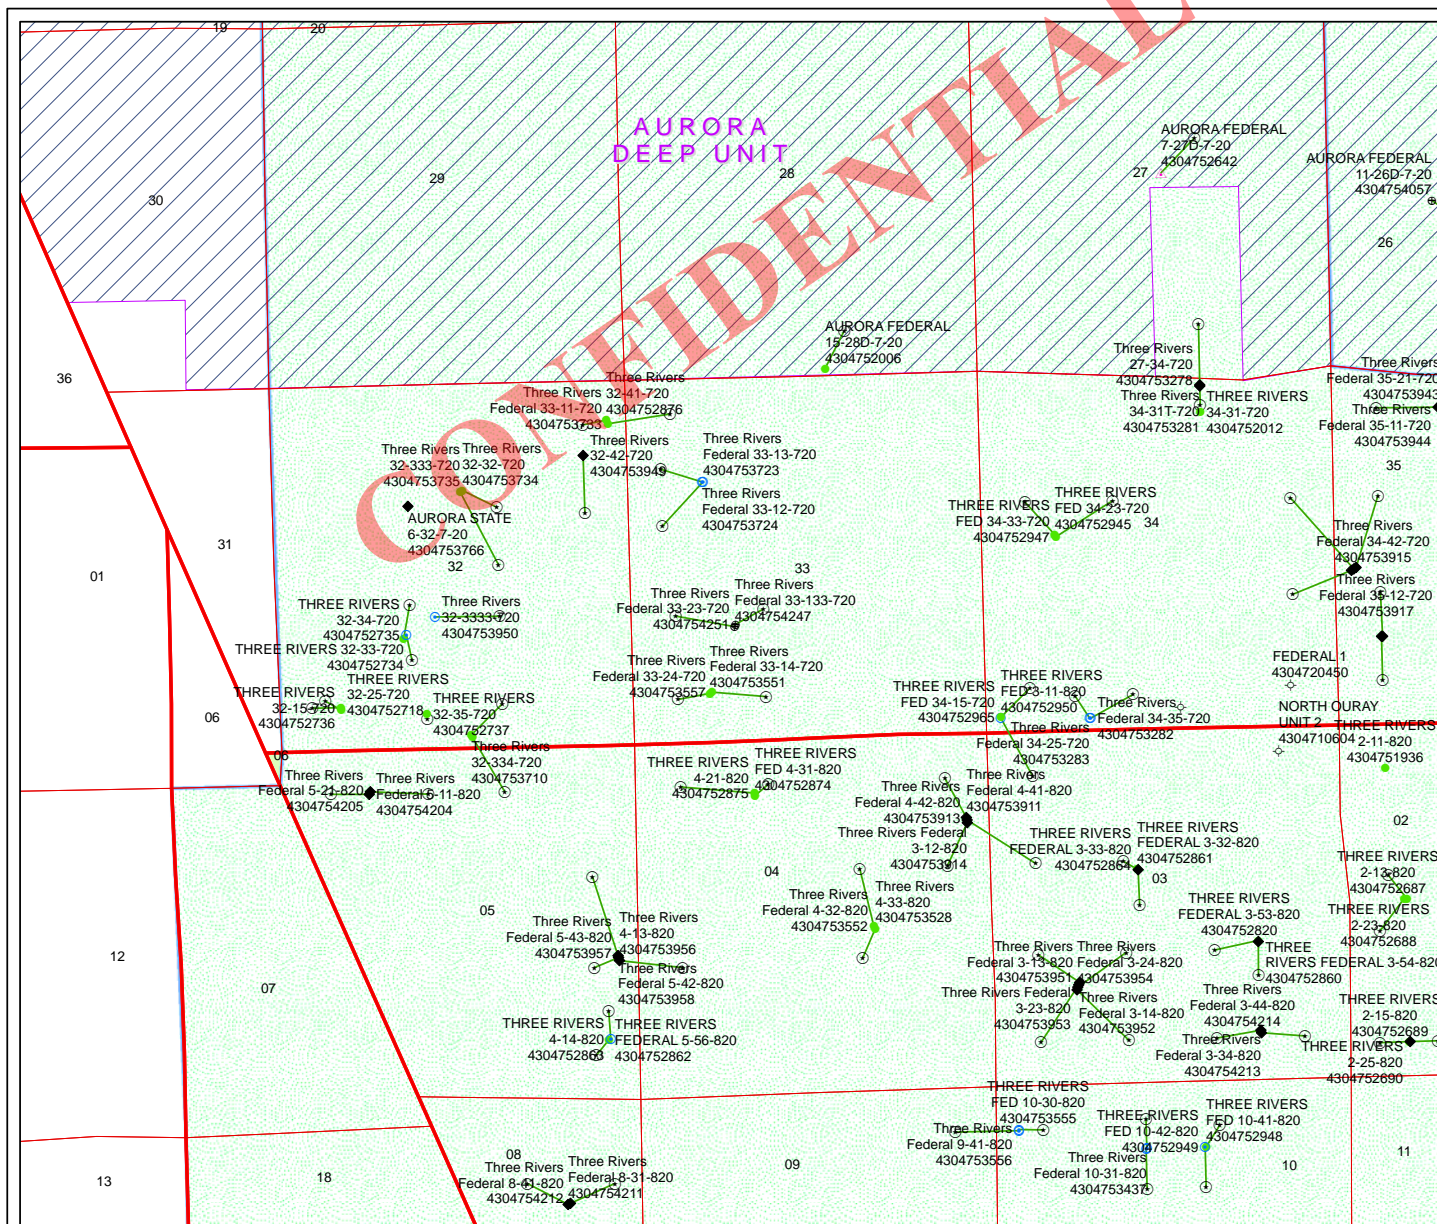 19
20
CONFIDENTIAL
AURORA
DEEP UNIT
30
29
28
27
26
AURORA FEDERAL
7-27D-7-20
4304752642
AURORA FEDERAL
11-26D-7-20
4304754057
AURORA FEDERAL
15-28D-7-20
4304752006
36
Three Rivers
27-34-720
4304753278
Three Rivers
34-31T-720
4304753281
THREE RIVERS
34-31-720
4304752012
Three Rivers
Federal 35-21-720
4304753943
Three Rivers
Federal 35-11-720
4304753944
35
Three Rivers
Federal 33-11-720
4304753733
Three Rivers
32-41-720
4304752876
Three Rivers
32-42-720
4304753949
Three Rivers
Federal 33-13-720
4304753723
Three Rivers
Federal 33-12-720
4304753724
Three Rivers
32-333-720
4304753735
Three Rivers
32-32-720
4304753734
AURORA STATE
6-32-7-20
4304753766
32
THREE RIVERS
FED 34-33-720
4304752947
THREE RIVERS
FED 34-23-720
4304752945
34
Three Rivers
Federal 34-42-720
4304753915
Three Rivers
Federal 35-12-720
4304753917
31
01
33
THREE RIVERS
32-34-720
4304752735
THREE RIVERS 32-33-720
4304752734
Three Rivers
32-3333-720
4304753950
Three Rivers
Federal 33-23-720
4304754251
Three Rivers
Federal 33-133-720
4304754247
Three Rivers
Federal 33-24-720
4304753557
Three Rivers
Federal 33-14-720
4304753551
THREE RIVERS
32-15-720
4304752736
THREE RIVERS
32-25-720
4304752718
THREE RIVERS
32-35-720
4304752737
Three Rivers
32-334-720
4304753710
THREE RIVERS
FED 34-15-720
4304752965
THREE RIVERS
FED 3-11-820
4304752950
Three Rivers
Federal 34-35-720
4304753282
Three Rivers
Federal 34-25-720
4304753283
FEDERAL 1
4304720450
NORTH OURAY
UNIT 2
4304710604
THREE RIVERS
2-11-820
4304751936
06
06
Three Rivers
Federal 5-21-820
4304754205
Three Rivers
Federal 5-11-820
4304754204
THREE RIVERS
4-21-820
4304752875
THREE RIVERS
FED 4-31-820
4304752874
Three Rivers
Federal 4-42-820
4304753913
Three Rivers
Federal 4-41-820
4304753911
Three Rivers Federal
3-12-820
4304753914
THREE RIVERS
FEDERAL 3-33-820
4304752864
THREE RIVERS
FEDERAL 3-32-820
4304752861
02
03
04
05
THREE RIVERS
2-13-820
4304752687
THREE RIVERS
2-23-820
4304752688
Three Rivers
Federal 4-32-820
4304753552
Three Rivers
4-33-820
4304753528
THREE RIVERS
FEDERAL 3-53-820
4304752820
THREE
RIVERS FEDERAL 3-54-820
4304752860
12
07
Three Rivers
Federal 5-43-820
4304753957
Three Rivers
4-13-820
4304753956
Three Rivers
Federal 5-42-820
4304753958
Three Rivers
Federal 3-13-820
4304753951
Three Rivers
Federal 3-24-820
4304753954
Three Rivers Federal
3-23-820
4304753953
Three Rivers
Federal 3-14-820
4304753952
Three Rivers
Federal 3-44-820
4304754214
Three Rivers
Federal 3-34-820
4304754213
THREE RIVERS
2-15-820
4304752689
THREE RIVERS
2-25-820
4304752690
THREE RIVERS
4-14-820
4304752863
THREE RIVERS
FEDERAL 5-56-820
4304752862
THREE RIVERS
FED 10-30-820
4304753555
Three Rivers
Federal 9-41-820
4304753556
THREE RIVERS
FED 10-42-820
4304752949
THREE RIVERS
FED 10-41-820
4304752948
Three Rivers
Federal 10-31-820
4304753437
13
18
08
09
10
11
Three Rivers
Federal 8-41-820
4304754212
Three Rivers
Federal 8-31-820
4304754211